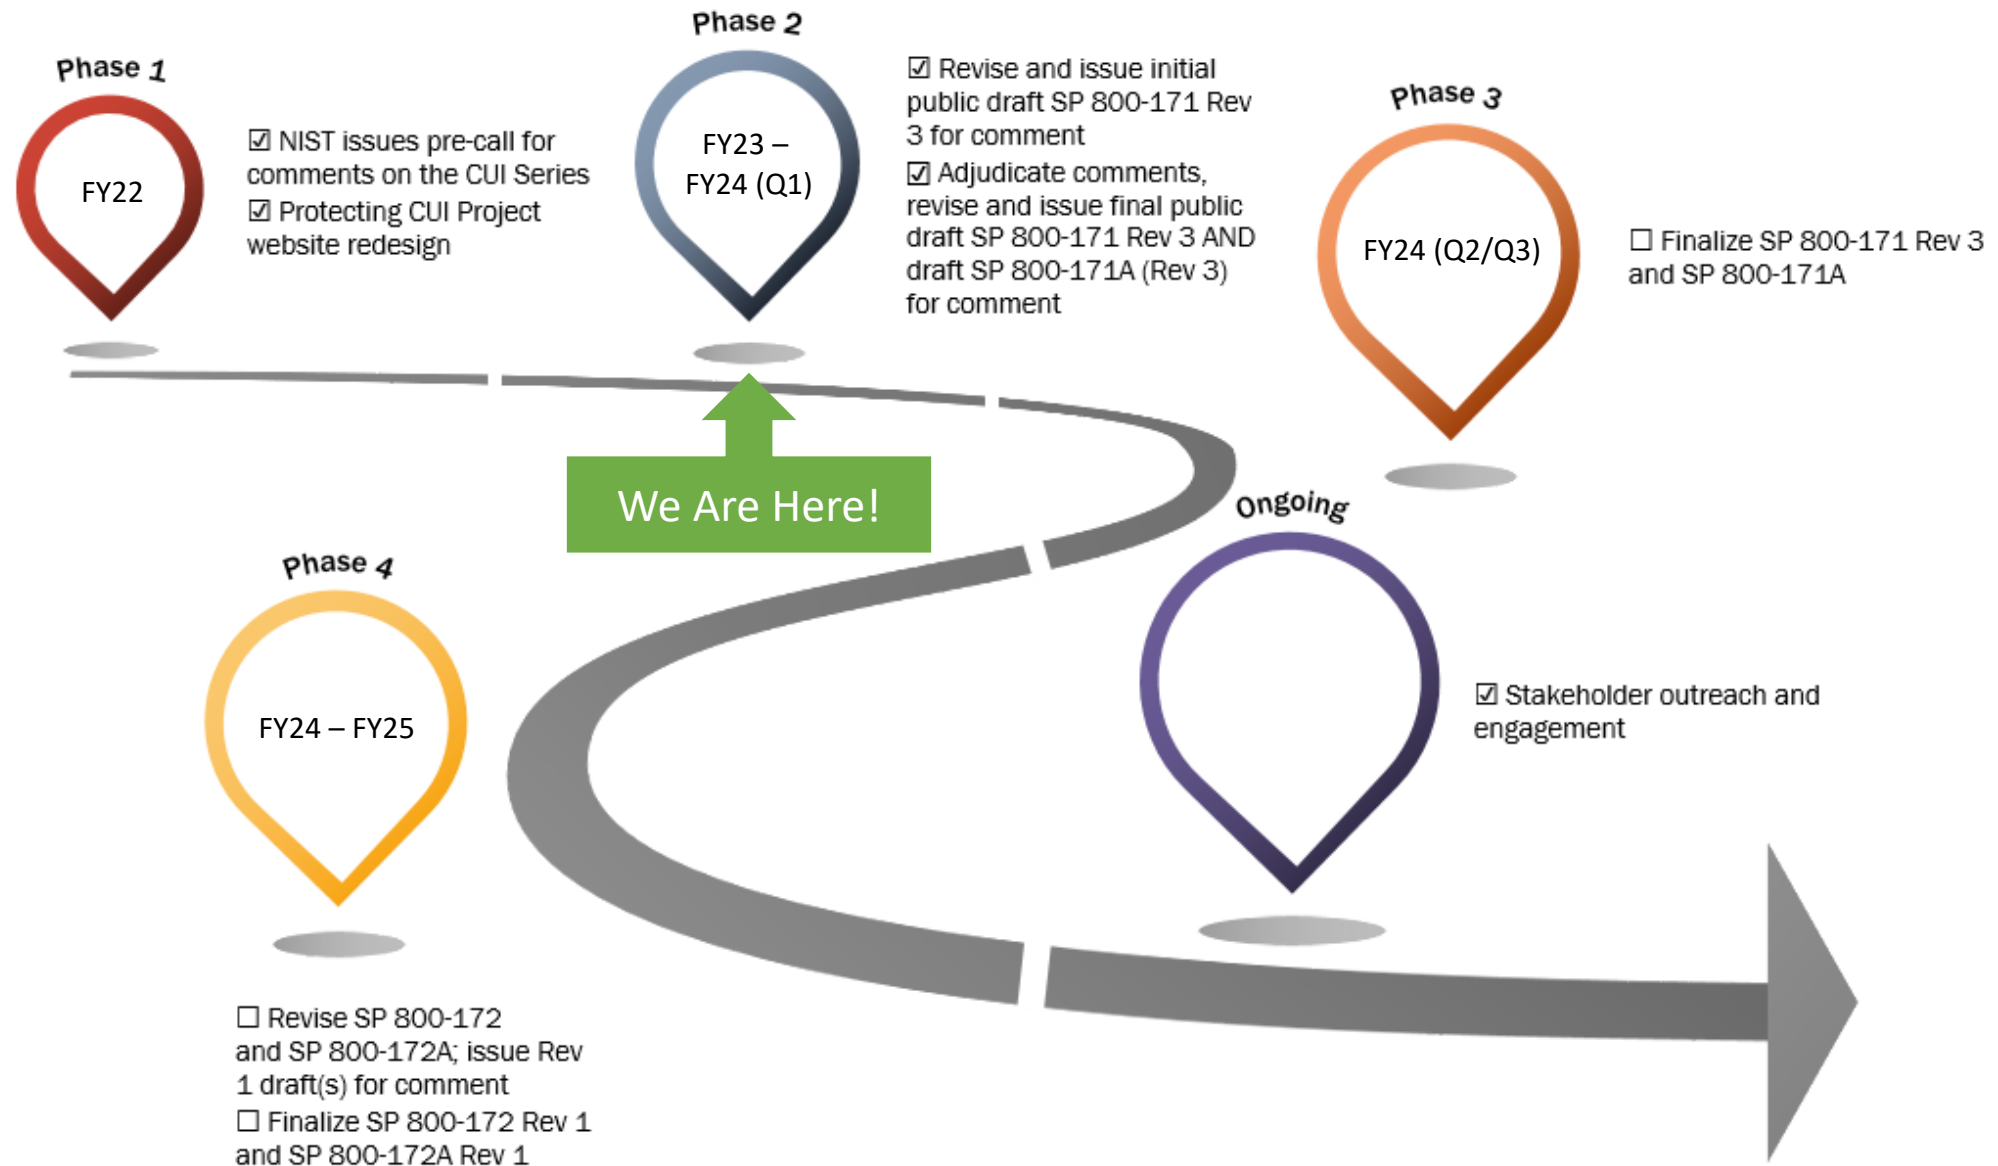 Phase 1
FY22
☑ NIST issues pre-call for
comments on the CUI Series
☑ Protecting CUI Project
website redesign
Phase 2
FY23 –
FY24 (Q1)
☑ Revise and issue initial
public draft SP 800-171 Rev
3 for comment
☑ Adjudicate comments,
revise and issue final public
draft SP 800-171 Rev 3 AND
draft SP 800-171A (Rev 3)
for comment
Phase 3
FY24 (Q2/Q3)
☐ Finalize SP 800-171 Rev 3
and SP 800-171A
We Are Here!
Phase 4
FY24 – FY25
☐ Revise SP 800-172
and SP 800-172A; issue Rev
1 draft(s) for comment
☐ Finalize SP 800-172 Rev 1
and SP 800-172A Rev 1
Ongoing
☑ Stakeholder outreach and
engagement